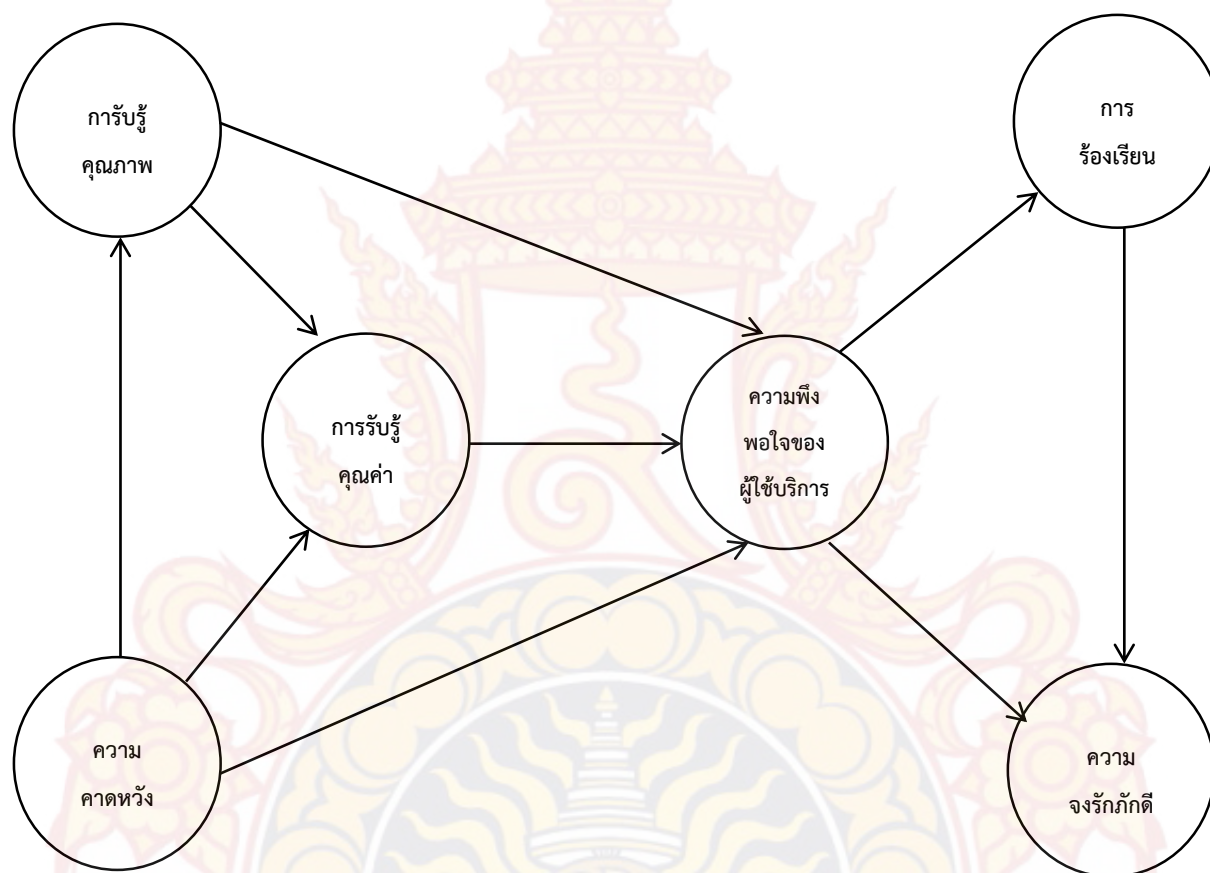 การับรู้
คุณภาพ
การ
ร้องเรียน
การรับรู้
คุณค่า
ความพึง
พอใจของ
ผู้ใช้บริการ
ความ
คาดหวัง
ความ
จงรักภักดี